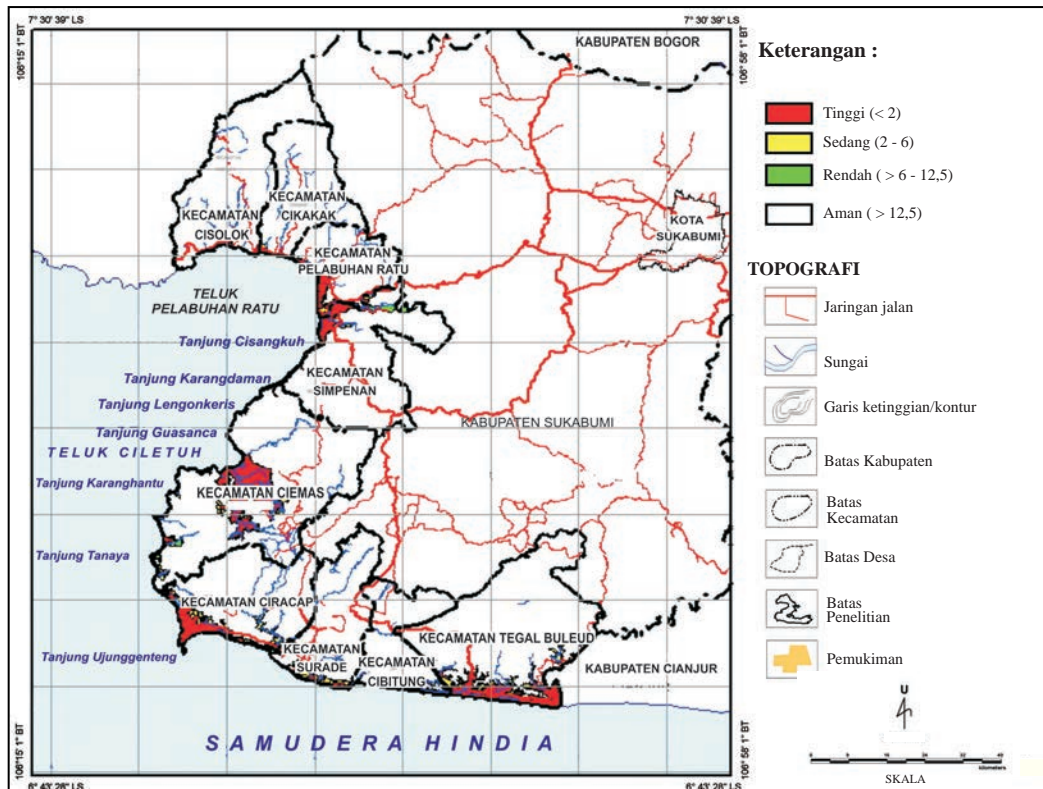 7 30' 39" LS
7 30' 39" LS
106°15' 1" BT
106°56' 1" BT
KABUPATEN BOGOR
KECAMATAN
CIKAKAK
KECAMATAN
CISOLOK
KOTA
SUKABUMI
KECAMATAN
PELABUHAN RATU
TELUK
PELABUHAN RATU
Tanjung Cisangkuh
Tanjung Karangdaman
KECAMATAN
SIMPENAN
Tanjung Lengonkeris
KABUPATEN SUKABUMI
Tanjung Guasanca
TELUK CILETUH
Tanjung Karanghantu
KECAMATAN CIEMAS
Tanjung Tanaya
KECAMATAN CIRACAP
KECAMATAN TEGAL BULEUD
Tanjung Ujunggenteng
KECAMATAN
SURADE
KECAMATAN
CIBITUNG
KABUPATEN CIANJUR
SAMUDERA HINDIA
106°15' 1" BT
106°56' 1" BT
6 43' 28" LS
6 43' 28" LS
Keterangan :
Tinggi (< 2)
Sedang (2 - 6)
Rendah ( > 6 - 12,5)
Aman ( > 12,5)
TOPOGRAFI
Jaringan jalan
Sungai
Garis ketinggian/kontur
Batas Kabupaten
Batas
Kecamatan
Batas Desa
Batas
Penelitian
Pemukiman
U
Kilometers
SKALA